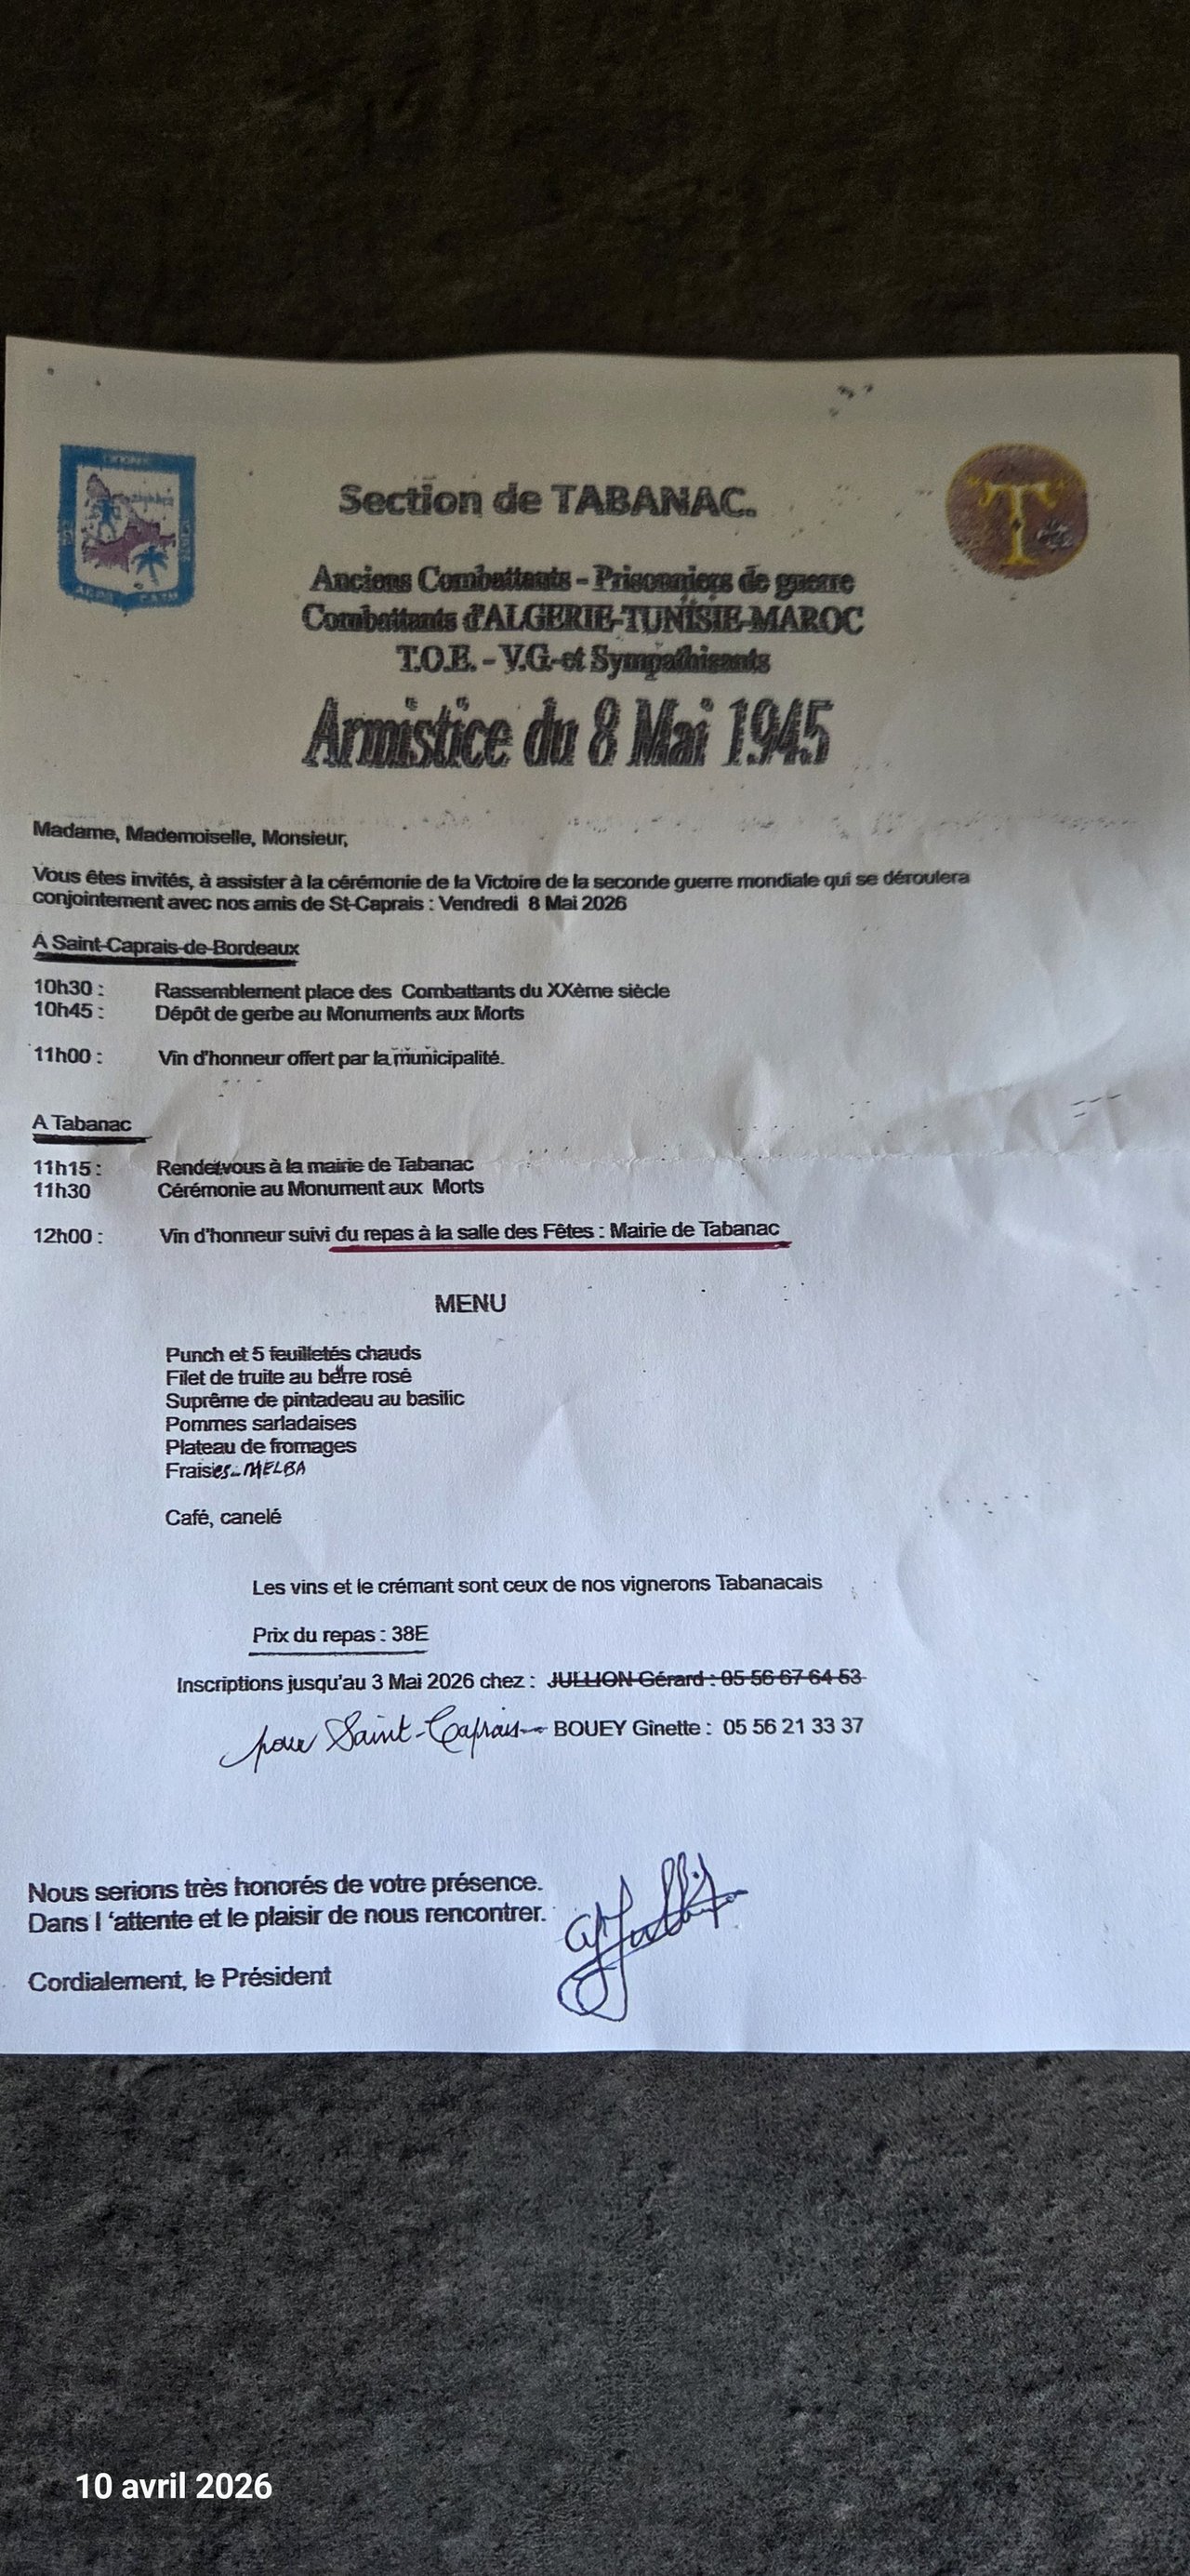 Section de TABANAC.
T
Anciens Combattants - Prisonniers de guerre
Combattants d'ALGERIE-TUNISIE-MAROC
T.O.E. - V.G.-et Sympathisants
Armistice du 8 Mai 1945
Madame, Mademoiselle, Monsieur,
Vous êtes invités, à assister à la cérémonie de la Victoire de la seconde guerre mondiale qui se déroulera
conjointement avec nos amis de St-Caprais : Vendredi 8 Mai 2026
A Saint-Caprais-de-Bordeaux
10h30 : Rassemblement place des Combattants du XXème siècle
10h45 : Dépôt de gerbe au Monuments aux Morts
11h00 : Vin d'honneur offert par la municipalité.
A Tabanac
11h15 : Rendez-vous à la mairie de Tabanac
11h30 Cérémonie au Monument aux Morts
12h00 : Vin d'honneur suivi du repas à la salle des Fêtes : Mairie de Tabanac
MENU
Punch et 5 feuilletés chauds
Filet de truite au beurre rosé
Suprême de pintadeau au basilic
Pommes sarladaises
Plateau de fromages
Fraises MELBA
Café, canelé
Les vins et le crémant sont ceux de nos vignerons Tabanacais
Prix du repas : 38E
Inscriptions jusqu'au 3 Mai 2026 chez : JULLION Gérard : 05 56 67 64 53
pour Saint-Caprais BOUEY Ginette : 05 56 21 33 37
Nous serions très honorés de votre présence.
Dans l 'attente et le plaisir de nous rencontrer.
Cordialement, le Président
10 avril 2026